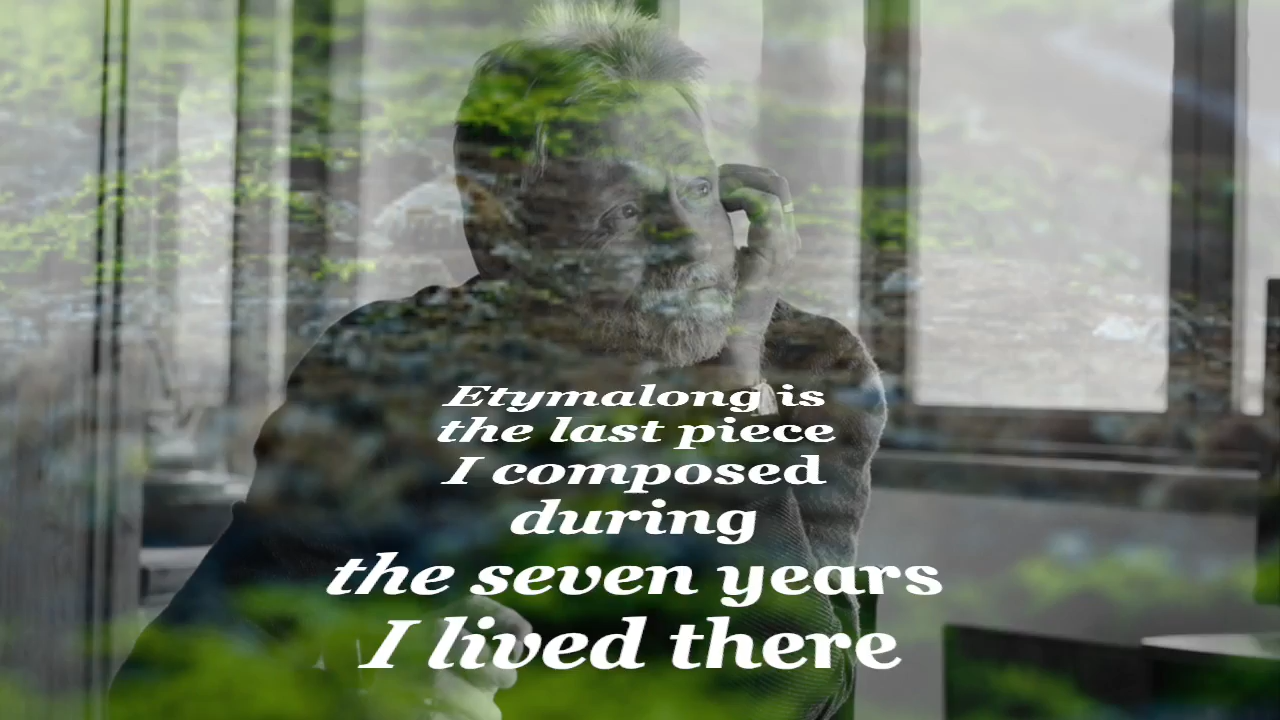 Etymalong is
the last piece
I composed
during
the seven years
I lived there